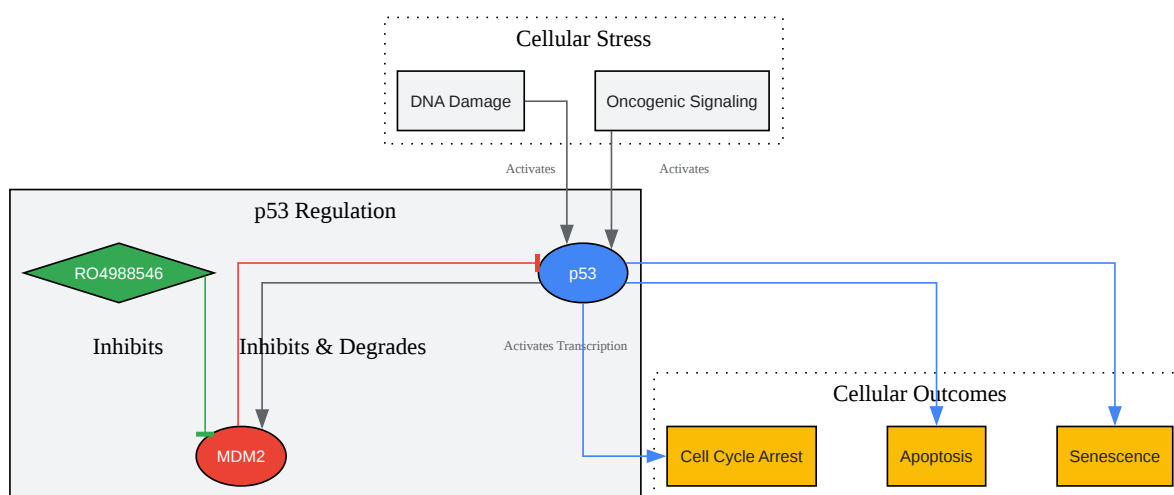 Cellular Stress
DNA Damage
Oncogenic Signaling
Activates
Activates
p53 Regulation
RO4988546
p53
Inhibits
Inhibits & Degrades
Activates Transcription
Cellular Outcomes
MDM2
Cell Cycle Arrest
Apoptosis
Senescence